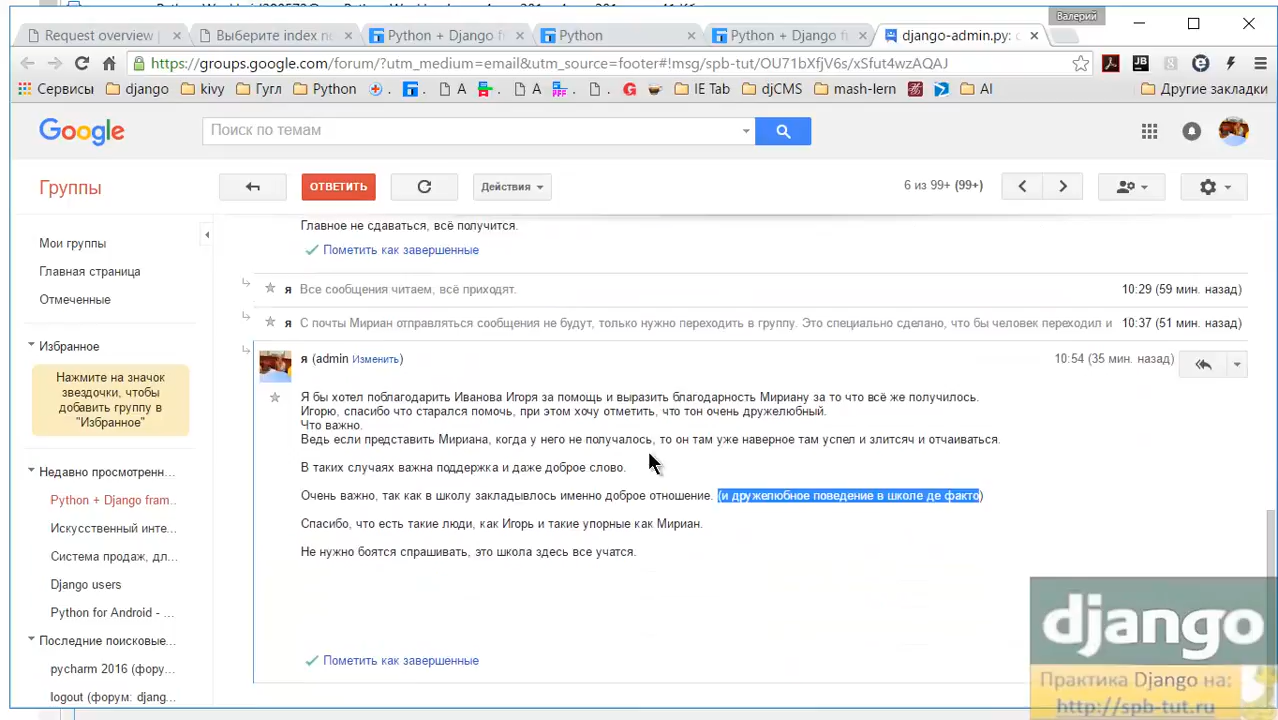 Валерий
Request overview
Выберите index n
Python + Django f
Python
Python + Django f
django-admin.py: c
https://groups.google.com/forum/?utm_medium=email&utm_source=footer#!msg/spb-tut/OU71bXfjV6s/xSfut4wzAQAJ
Сервисы django kivy Гугл Python A A G IE Tab djCMS mash-lern AI Другие закладки
Google
Поиск по темам
Группы
ОТВЕТИТЬ
Действия
6 из 99+ (99+)
Мои группы
Главная страница
Отмеченные
Избранное
Нажмите на значок
звездочки, чтобы
добавить группу в
"Избранное"
Недавно просмотренн...
Python + Django fram...
Искусственный инте...
Система продаж, дл...
Django users
Python for Android - ...
Последние поисковые...
pycharm 2016 (фору...
logout (форум: djang...
Главное не сдаваться, всё получится.
Пометить как завершенные
я Все сообщения читаем, всё приходят. 10:29 (59 мин. назад)
я С почты Мириан отправляться сообщения не будут, только нужно переходить в группу. Это специально сделано, что бы человек переходил и 10:37 (51 мин. назад)
я (admin Изменить) 10:54 (35 мин. назад)
Я бы хотел поблагодарить Иванова Игоря за помощь и выразить благодарность Мириану за то что всё же получилось.
Игорю, спасибо что старался помочь, при этом хочу отметить, что тон очень дружелюбный.
Что важно.
Ведь если представить Мириана, когда у него не получалось, то он там уже наверное там успел и злитсяч и отчаиваться.
В таких случаях важна поддержка и даже доброе слово.
Очень важно, так как в школу закладывлось именно доброе отношение. (и дружелюбное поведение в школе де факто)
Спасибо, что есть такие люди, как Игорь и такие упорные как Мириан.
Не нужно боятся спрашивать, это школа здесь все учатся.
Пометить как завершенные
django
Практика Django на:
http://spb-tut.ru